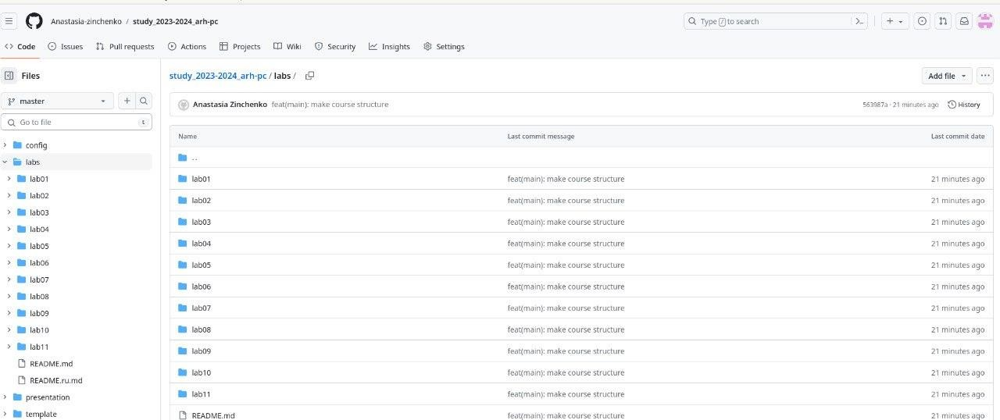 Anastasia-zinchenko / study_2023-2024_arh-pc
Type / to search
Code Issues Pull requests Actions Projects Wiki Security Insights Settings
Files
master
Go to file
t
config
labs
lab01
lab02
lab03
lab04
lab05
lab06
lab07
lab08
lab09
lab10
lab11
README.md
README.ru.md
presentation
template
study_2023-2024_arh-pc / labs /
Add file
Anastasia Zinchenko feat(main): make course structure
563987a · 21 minutes ago History
Name Last commit message Last commit date
..
lab01 feat(main): make course structure 21 minutes ago
lab02 feat(main): make course structure 21 minutes ago
lab03 feat(main): make course structure 21 minutes ago
lab04 feat(main): make course structure 21 minutes ago
lab05 feat(main): make course structure 21 minutes ago
lab06 feat(main): make course structure 21 minutes ago
lab07 feat(main): make course structure 21 minutes ago
lab08 feat(main): make course structure 21 minutes ago
lab09 feat(main): make course structure 21 minutes ago
lab10 feat(main): make course structure 21 minutes ago
lab11 feat(main): make course structure 21 minutes ago
README.md feat(main): make course structure 21 minutes ago